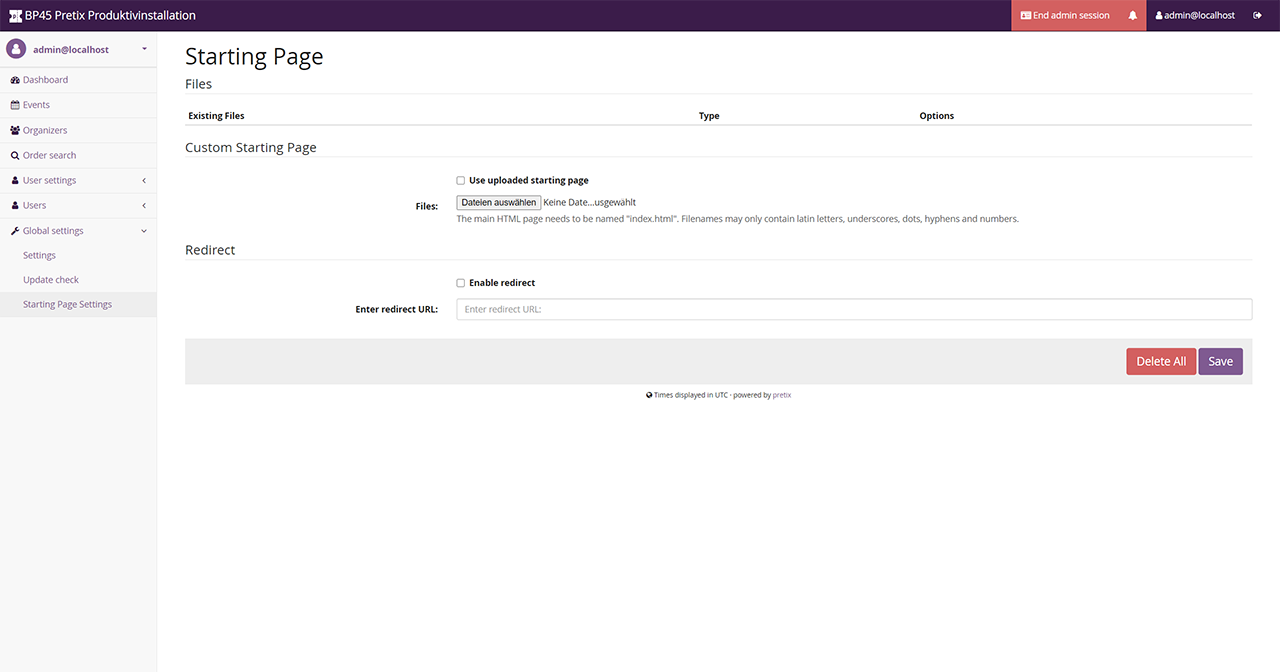 BP45 Pretix Produktivinstallation
End admin session
admin@localhost
admin@localhost
Dashboard
Events
Organizers
Order search
User settings
Users
Global settings
Settings
Update check
Starting Page Settings
Starting Page
Files
Existing Files Type Options
Custom Starting Page
Use uploaded starting page
Files: Dateien auswählen Keine Date...usgewählt
The main HTML page needs to be named "index.html". Filenames may only contain latin letters, underscores, dots, hyphens and numbers.
Redirect
Enable redirect
Enter redirect URL: Enter redirect URL:
Delete All Save
Times displayed in UTC · powered by pretix